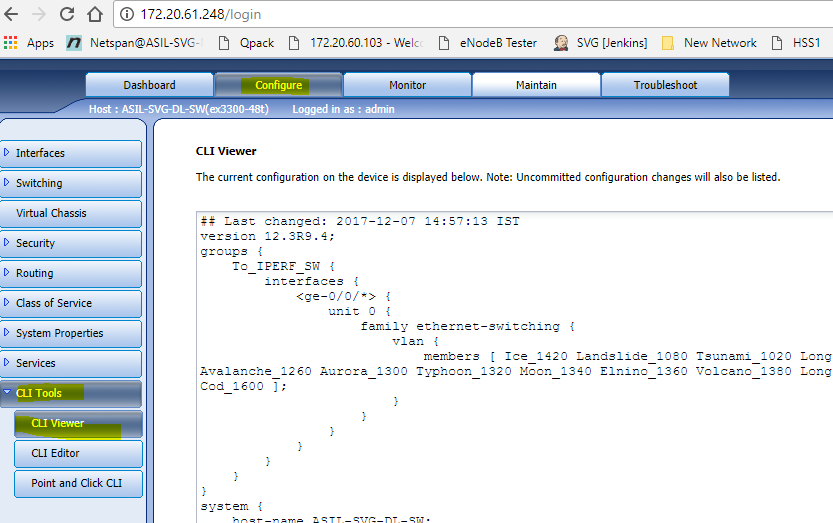 172.20.61.248/login
Apps Netspan@ASIL-SVG- Qpack 172.20.60.103 - Welc eNodeB Tester SVG [Jenkins] New Network HSS1
Dashboard Configure Monitor Maintain Troubleshoot
Host : ASIL-SVG-DL-SW(ex3300-48t) Logged in as : admin
Interfaces
Switching
Virtual Chassis
Security
Routing
Class of Service
System Properties
Services
CLI Tools
CLI Viewer
CLI Editor
Point and Click CLI
CLI Viewer
The current configuration on the device is displayed below. Note: Uncommitted configuration changes will also be listed.
## Last changed: 2017-12-07 14:57:13 IST
version 12.3R9.4;
groups {
To_IPERF_SW {
interfaces {
<ge-0/0/*> {
unit 0 {
family ethernet-switching {
vlan {
members [ Ice_1420 Landslide_1080 Tsunami_1020 Long
Avalanche_1260 Aurora_1300 Typhoon_1320 Moon_1340 Elnino_1360 Volcano_1380 Long
Cod_1600 ];
}
}
}
}
}
}
}
system {
host-name ASIL-SVG-DL-SW;